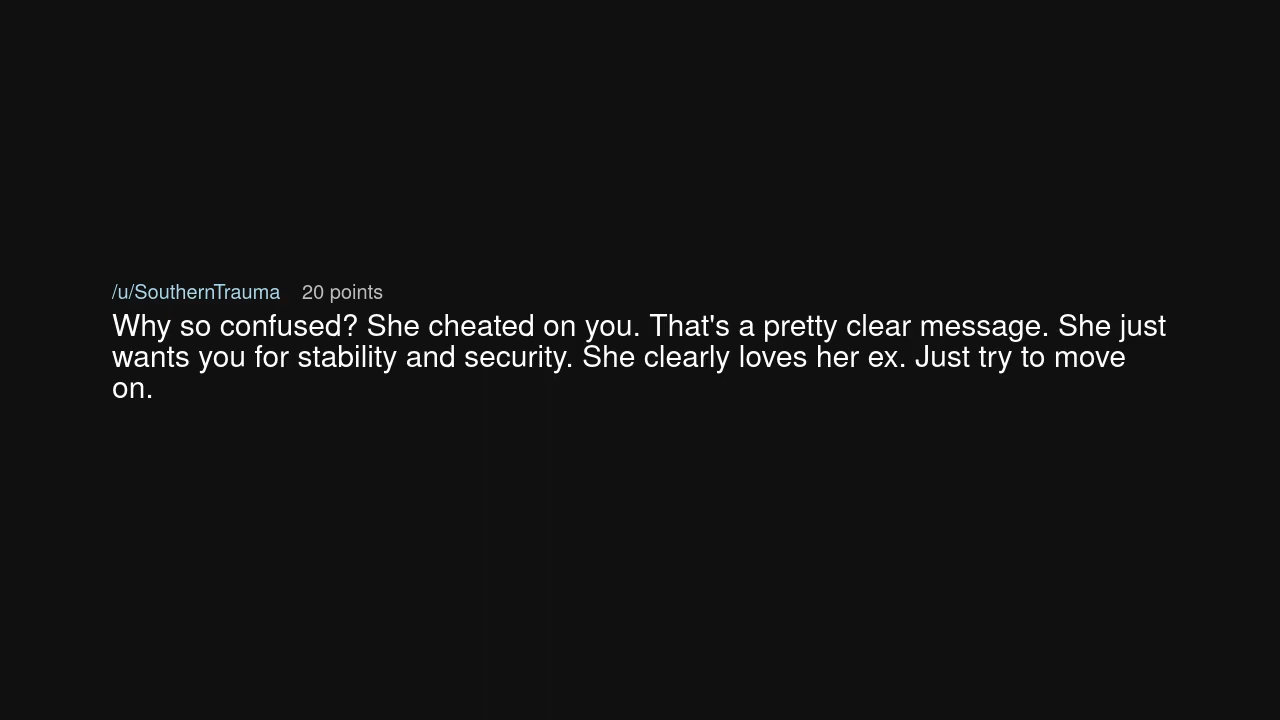 /u/SouthernTrauma 20 points
Why so confused? She cheated on you. That's a pretty clear message. She just
wants you for stability and security. She clearly loves her ex. Just try to move
on.